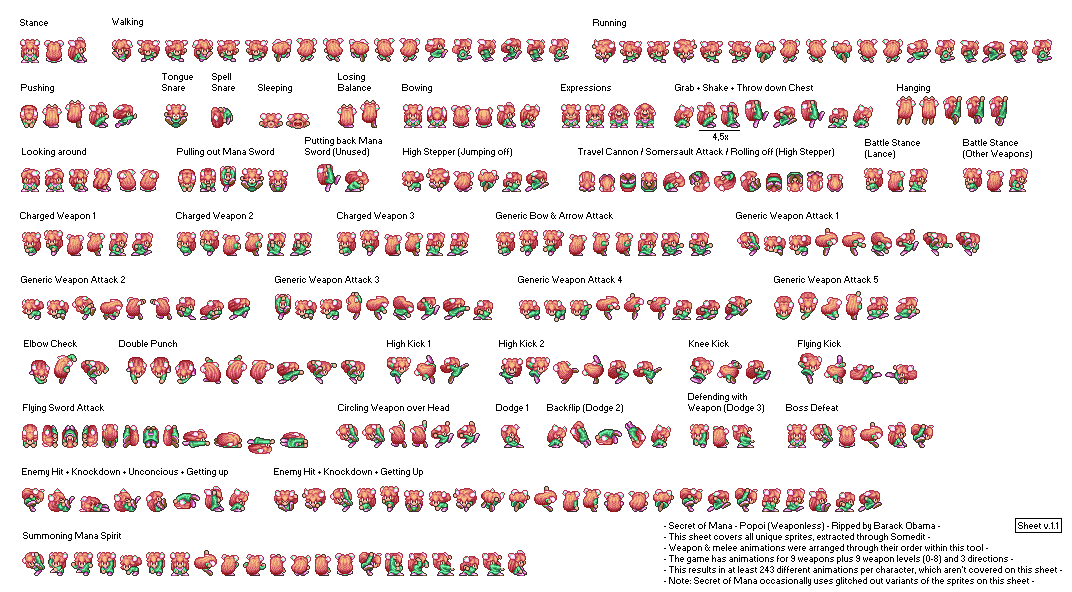 Stance
Walking
Running
Pushing
Tongue
Snare
Spell
Snare
Sleeping
Losing
Balance
Bowing
Expressions
Grab + Shake + Throw down Chest
4,5x
Hanging
Looking around
Pulling out Mana Sword
Putting back Mana
Sword (Unused)
High Stepper (Jumping off)
Travel Cannon / Somersault Attack / Rolling off (High Stepper)
Battle Stance
(Lance)
Battle Stance
(Other Weapons)
Charged Weapon 1
Charged Weapon 2
Charged Weapon 3
Generic Bow & Arrow Attack
Generic Weapon Attack 1
Generic Weapon Attack 2
Generic Weapon Attack 3
Generic Weapon Attack 4
Generic Weapon Attack 5
Elbow Check
Double Punch
High Kick 1
High Kick 2
Knee Kick
Flying Kick
Flying Sword Attack
Circling Weapon over Head
Dodge 1
Backflip (Dodge 2)
Defending with
Weapon (Dodge 3)
Boss Defeat
Enemy Hit + Knockdown + Unconcious + Getting up
Enemy Hit + Knockdown + Getting Up
Summoning Mana Spirit
- Secret of Mana - Popoi (Weaponless) - Ripped by Barack Obama -
- This sheet covers all unique sprites, extracted through Somedit -
- Weapon & melee animations were arranged through their order within this tool -
- The game has animations for 9 weapons plus 9 weapon levels (0-8) and 3 directions -
- This results in at least 243 different animations per character, which aren't covered on this sheet -
- Note: Secret of Mana occasionally uses glitched out variants of the sprites on this sheet -
Sheet v.1.1